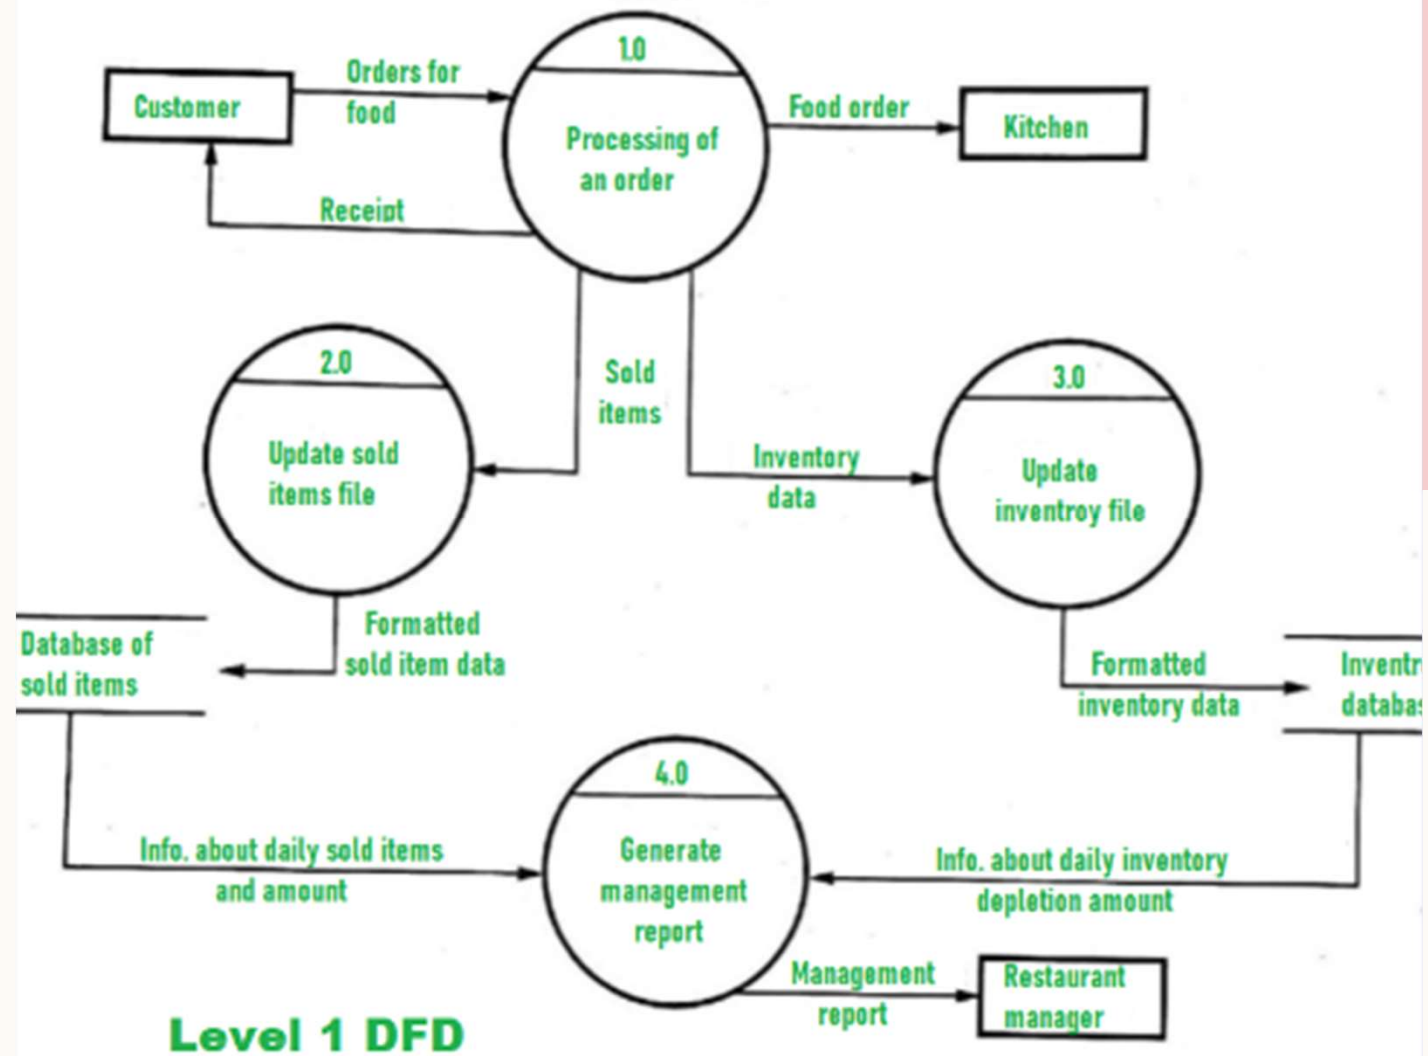 1.0
Orders for
food
Customer
Food order
Kitchen
Processing of
an order
Receipt
2.0
Sold
items
3.0
Update sold
items file
Inventory
data
Update
inventroy file
Formatted
sold item data
Database of
sold items
Formatted
inventory data
Inventr
databas
4.0
Info. about daily sold items
and amount
Generate
management
report
Info. about daily inventory
depletion amount
Management
report
Restaurant
manager
Level 1 DFD